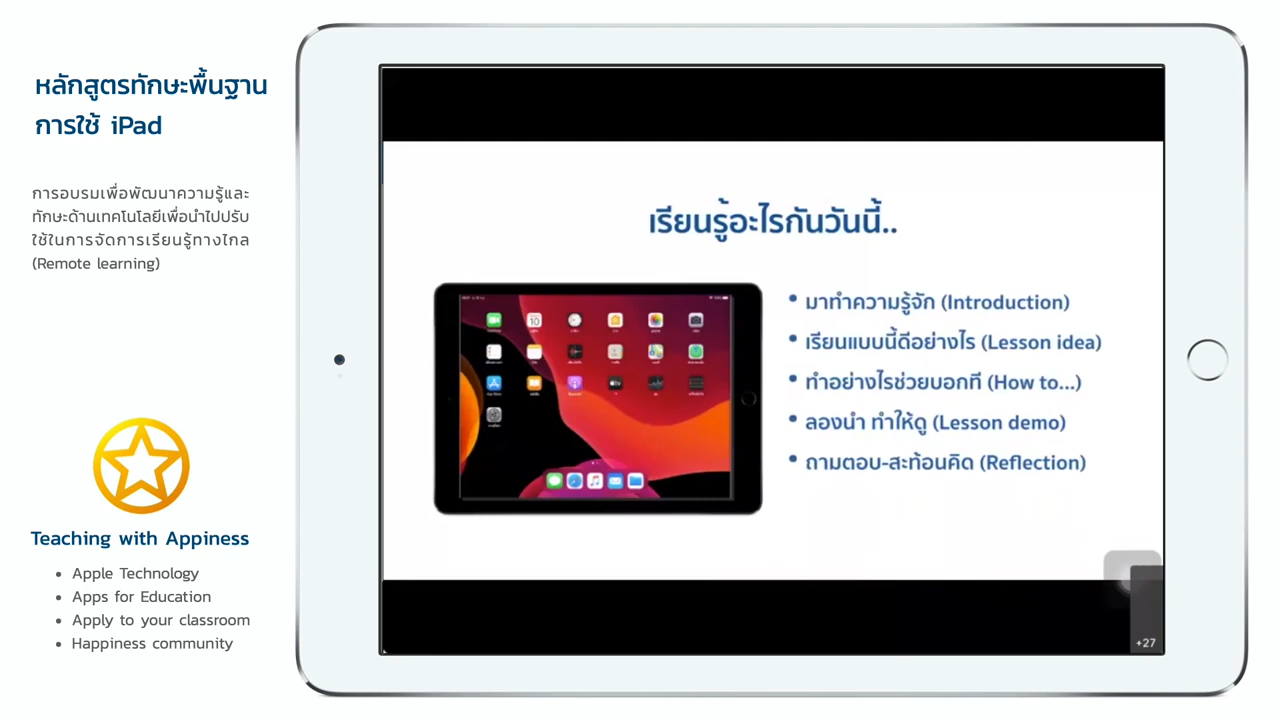 หลักสูตรทักษะพื้นฐาน
การใช้ iPad
การอบรมเพื่อพัฒนาความรู้และ
ทักษะด้านเทคโนโลยีเพื่อนำไปปรับ
ใช้ในการจัดการเรียนรู้ทางไกล
(Remote learning)
Teaching with Appiness
• Apple Technology
• Apps for Education
• Apply to your classroom
• Happiness community
เรียนรู้อะไรกันวันนี้..
• มาทำความรู้จัก (Introduction)
• เรียนแบบนี้ดีอย่างไร (Lesson idea)
• ทำอย่างไรช่วยบอกที (How to...)
• ลองนำ ทำให้ดู (Lesson demo)
• ถามตอบ-สะท้อนคิด (Reflection)
+27